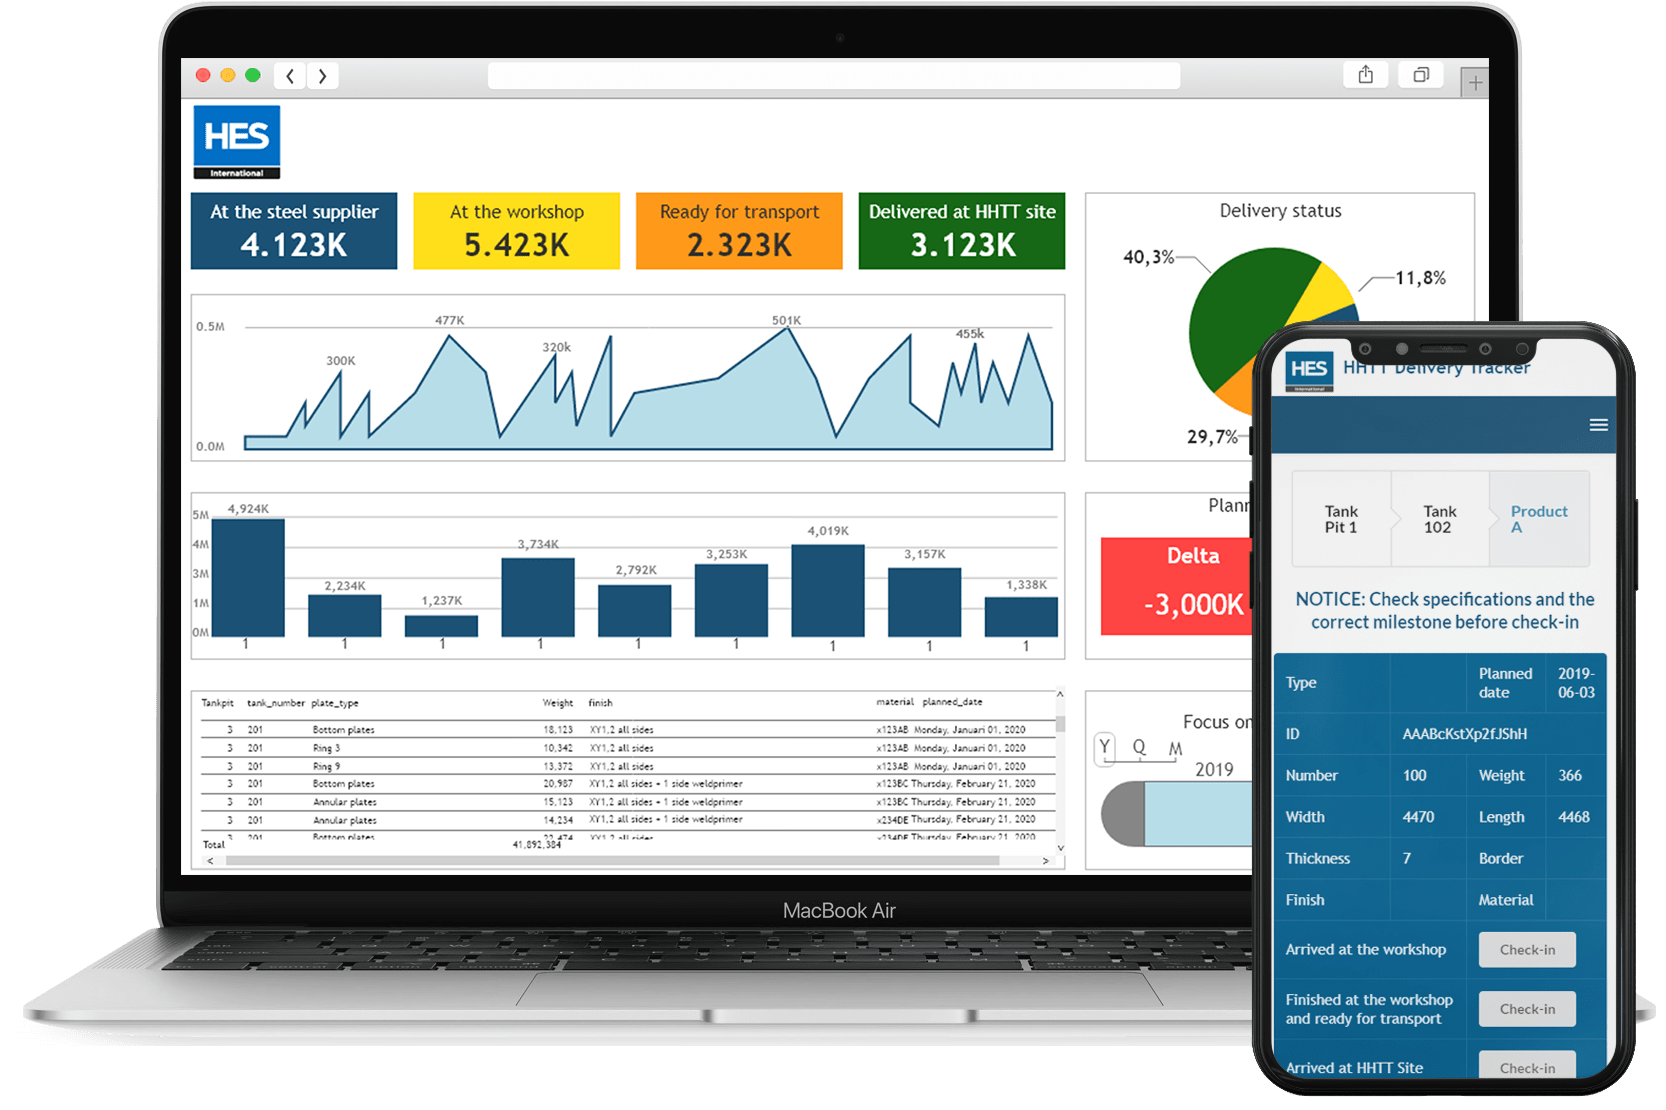 HES
International
At the steel supplier
4.123K
At the workshop
5.423K
Ready for transport
2.323K
Delivered at HHTT site
3.123K
Delivery status
40,3%
11,8%
29,7%
0.5M
0.0M
300K
477K
320k
501K
455k
5M
4M
3M
1M
0M
4,924K
2,234K
1,237K
3,734K
2,792K
3,253K
4,019K
3,157K
1,338K
1 1 1 1 1 1 1 1 1
Delta
-3,000K
Tankpit tank_number plate_type Weight finish material planned_date
3 201 Bottom plates 18,123 XY1,2 all sides x123AB Monday, Januari 01, 2020
3 201 Ring 3 10,342 XY1,2 all sides x123AB Monday, Januari 01, 2020
3 201 Ring 9 13,372 XY1,2 all sides x123AB Monday, Januari 01, 2020
3 201 Bottom plates 20,987 XY1,2 all sides + 1 side weldprimer x123BC Thursday, February 21, 2020
3 201 Annular plates 15,123 XY1,2 all sides + 1 side weldprimer x123BC Thursday, February 21, 2020
3 201 Annular plates 14,234 XY1,2 all sides + 1 side weldprimer x234DE Thursday, February 21, 2020
3 201 Bottom plates 22,474 XY1,2 all sides x234DE Thursday, February 21, 2020
Total 41,892,384
Focus on
Y Q M
2019
MacBook Air
HES
International
HHTT Delivery Tracker
Tank
Pit 1
Tank
102
Product
A
NOTICE: Check specifications and the
correct milestone before check-in
Type
Planned
date
2019-
06-03
ID AAABcKstXp2fJShH
Number 100 Weight 366
Width 4470 Length 4468
Thickness 7 Border
Finish Material
Arrived at the workshop Check-in
Finished at the workshop
and ready for transport
Check-in
Arrived at HHTT Site Check-in